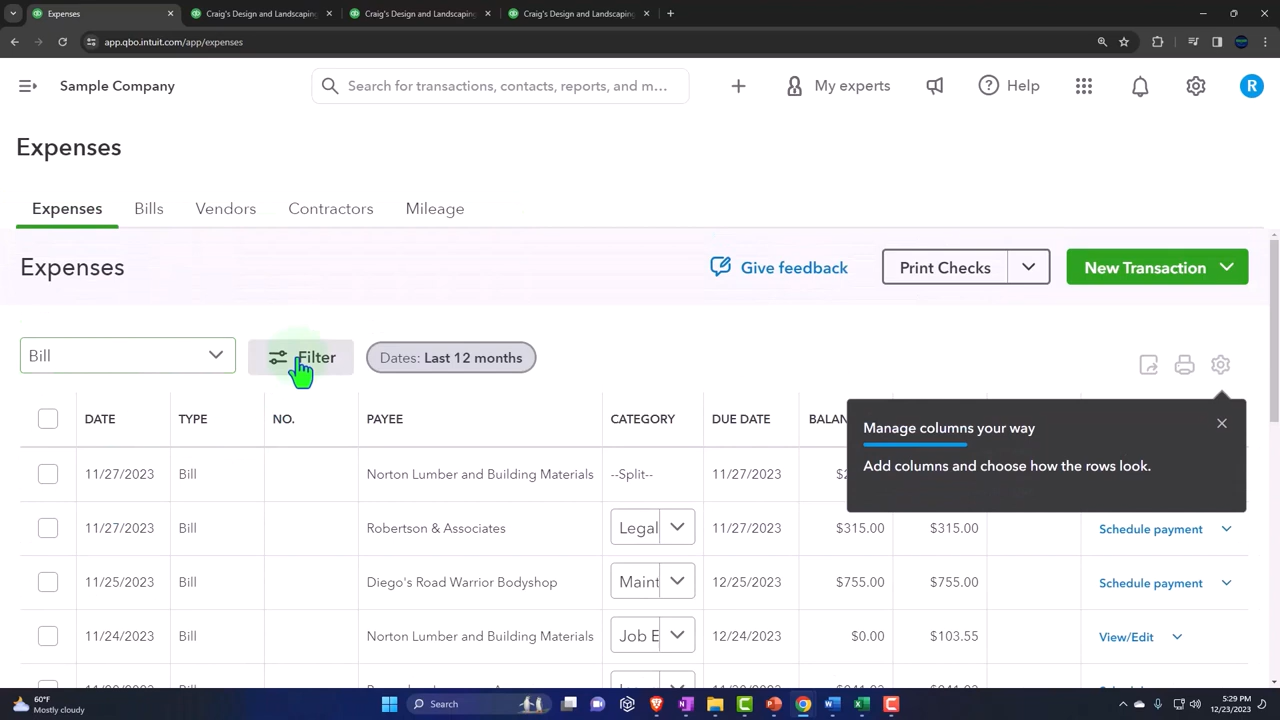 Expenses
Craig's Design and Landscaping
Craig's Design and Landscaping
Craig's Design and Landscaping
app.qbo.intuit.com/app/expenses
Sample Company
Search for transactions, contacts, reports, and m...
My experts
Help
R
Expenses
Expenses Bills Vendors Contractors Mileage
Expenses
Give feedback
Print Checks
New Transaction
Bill
Filter
Dates: Last 12 months
DATE TYPE NO. PAYEE CATEGORY DUE DATE
Manage columns your way
Add columns and choose how the rows look.
11/27/2023 Bill Norton Lumber and Building Materials --Split-- 11/27/2023
11/27/2023 Bill Robertson & Associates Legal 11/27/2023 $315.00 $315.00 Schedule payment
11/25/2023 Bill Diego's Road Warrior Bodyshop Maint 12/25/2023 $755.00 $755.00 Schedule payment
11/24/2023 Bill Norton Lumber and Building Materials Job E 12/24/2023 $0.00 $103.55 View/Edit
60°F
Mostly cloudy
Search
5:29 PM
12/23/2023